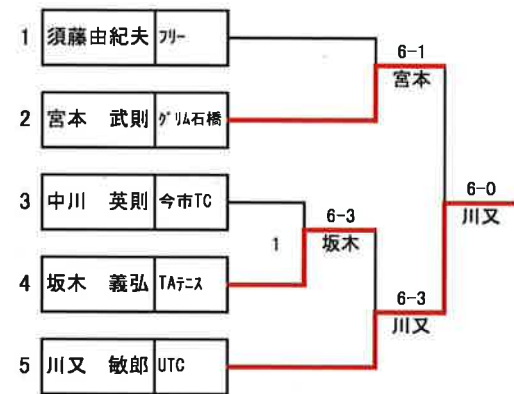 1 須藤由紀夫 フリー
6-1
宮本
2 宮本 武則 グリム石橋
3 中川 英則 今市TC
6-0
川又
6-3
坂木
1
4 坂木 義弘 TAテニス
6-3
川又
5 川又 敏郎 UTC